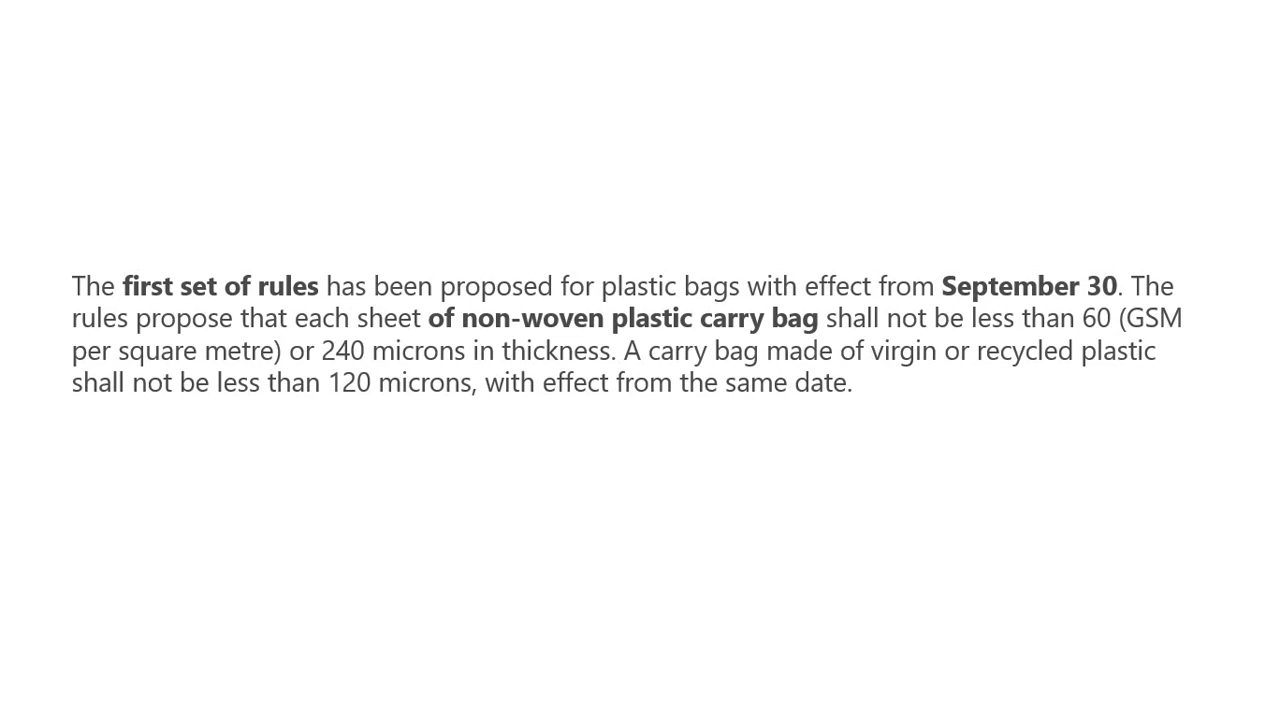 The first set of rules has been proposed for plastic bags with effect from September 30. The
rules propose that each sheet of non-woven plastic carry bag shall not be less than 60 (GSM
per square metre) or 240 microns in thickness. A carry bag made of virgin or recycled plastic
shall not be less than 120 microns, with effect from the same date.